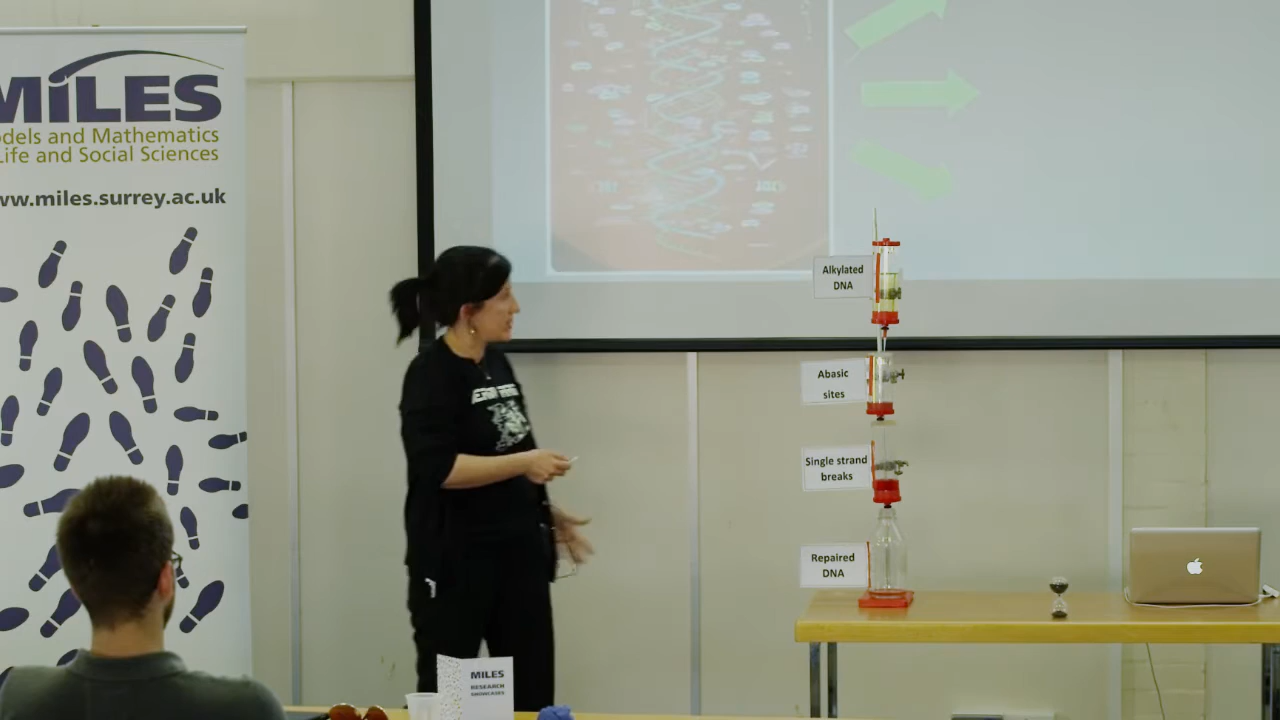 MiLES
odels and Mathematics
Life and Social Sciences
ww.miles.surrey.ac.uk
Alkylated
DNA
Abasic
sites
Single strand
breaks
Repaired
DNA
MILES
RESEARCH
SHOWCASES